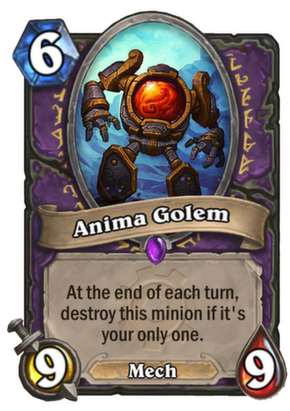 6
Anima Golem
At the end of each turn,
destroy this minion if it's
your only one.
9
Mech
9